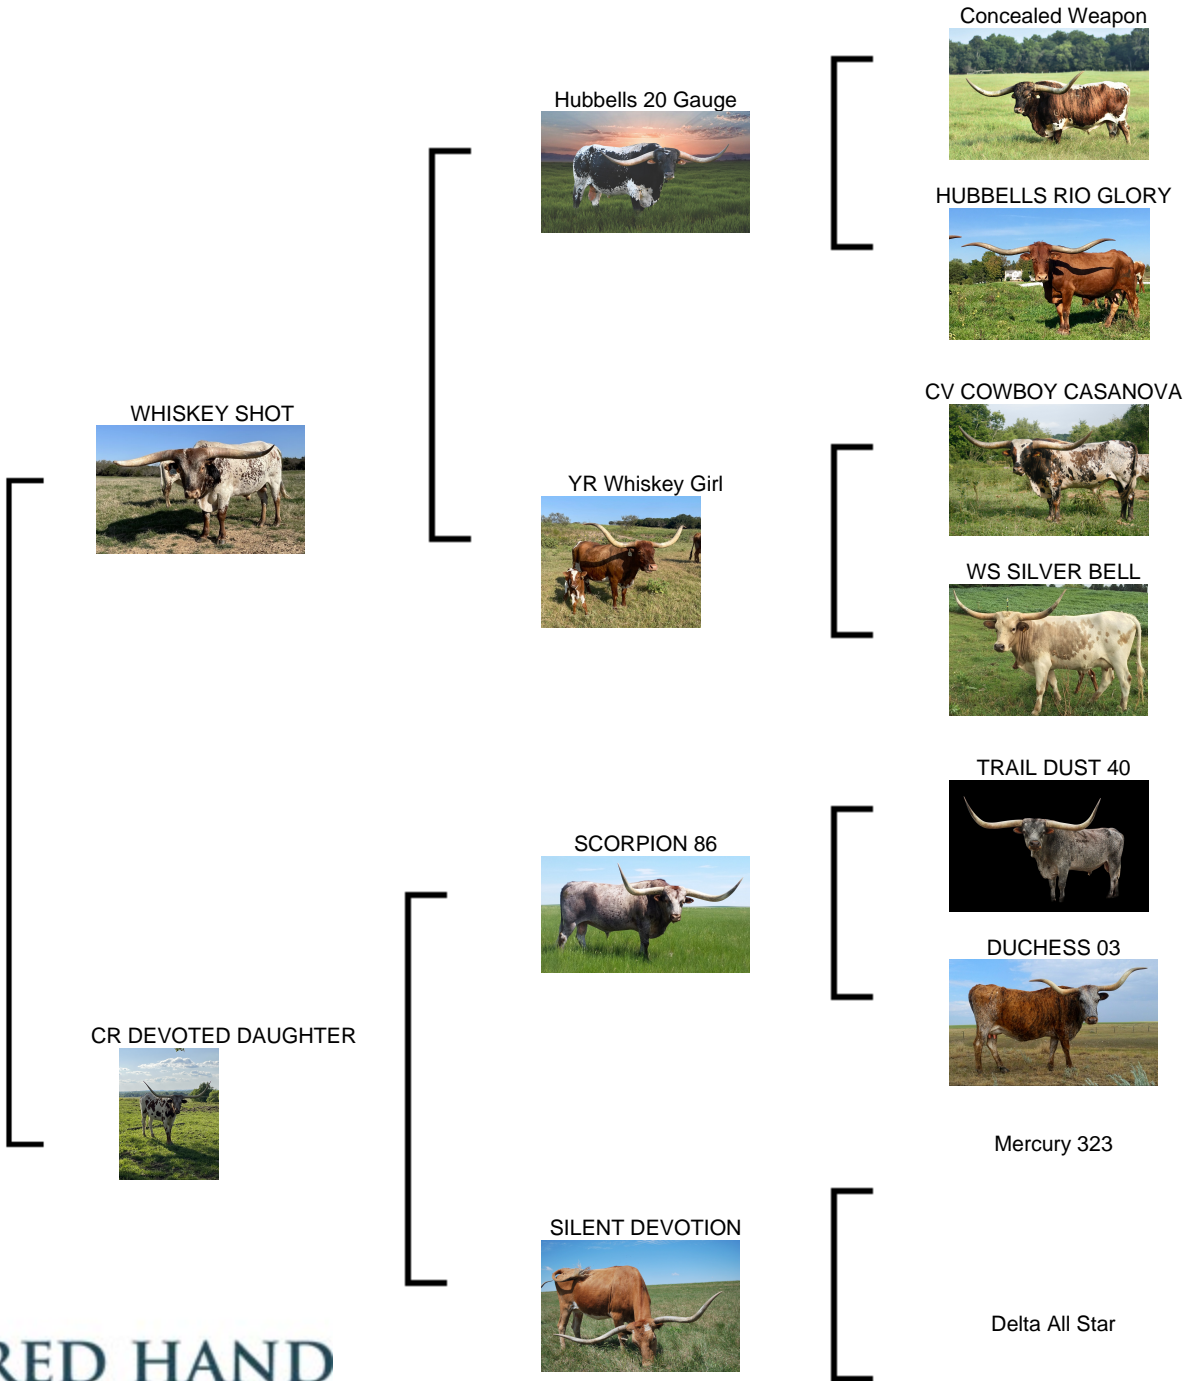 Concealed Weapon
Hubbells 20 Gauge
HUBBELLS RIO GLORY
WHISKEY SHOT
CV COWBOY CASANOVA
YR Whiskey Girl
WS SILVER BELL
TRAIL DUST 40
SCORPION 86
DUCHESS 03
CR DEVOTED DAUGHTER
Mercury 323
SILENT DEVOTION
Delta All Star
RED HAND